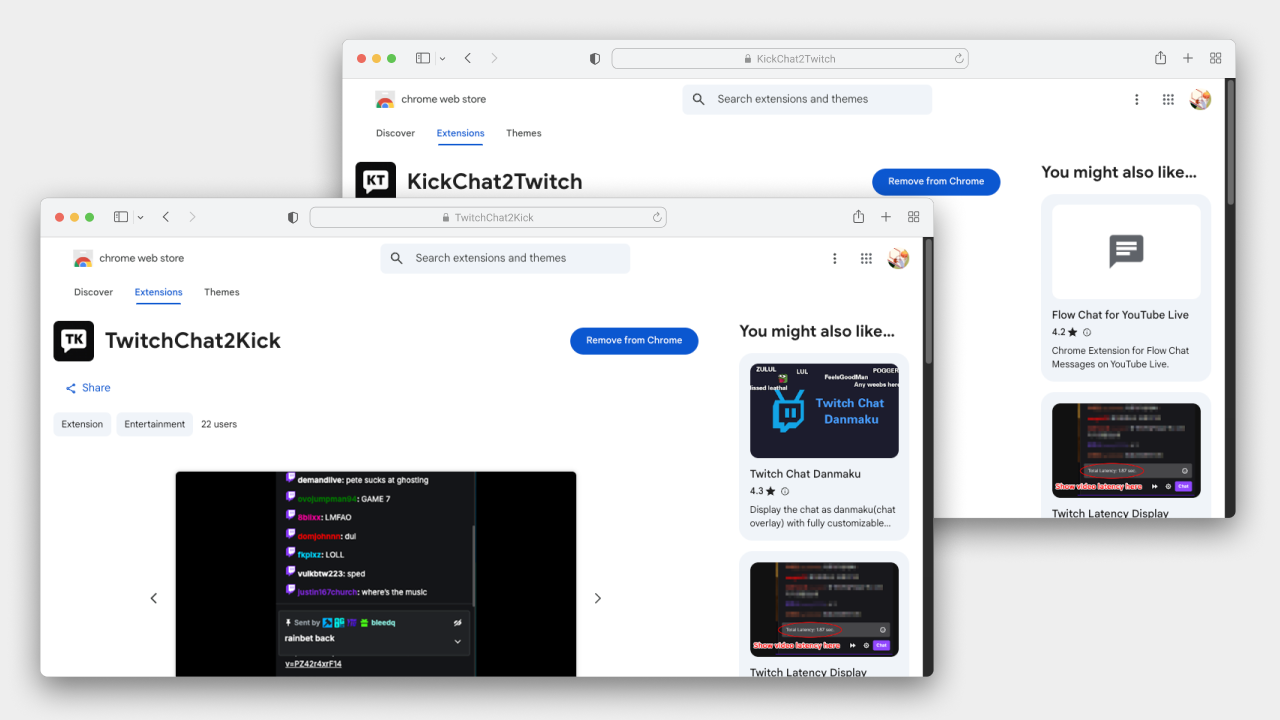 KickChat2Twitch
chrome web store
Search extensions and themes
Discover
Extensions
Themes
KT
KickChat2Twitch
Remove from Chrome
You might also like...
Flow Chat for YouTube Live
4.2
Chrome Extension for Flow Chat
Messages on YouTube Live.
Total Latency: 1.87 sec.
Show video latency here
Chat
Twitch Latency Display
TwitchChat2Kick
chrome web store
Search extensions and themes
Discover
Extensions
Themes
TK
TwitchChat2Kick
Remove from Chrome
Share
Extension
Entertainment
22 users
demandlive: pete sucks at ghosting
ovojumpman94: GAME 7
8biixx: LMFAO
domjohnnn: dul
fkplxz: LOLL
vulkbtw223: sped
justin167church: where's the music
Sent by bleedq
rainbet back
v=PZ42r4xrF14
You might also like...
ZULUL
LUL
POGGER
FeelsGoodMan
Any weebs here
Twitch Chat
Danmaku
Twitch Chat Danmaku
4.3
Display the chat as danmaku(chat
overlay) with fully customizable...
Total Latency: 1.87 sec.
Show video latency here
Chat
Twitch Latency Display